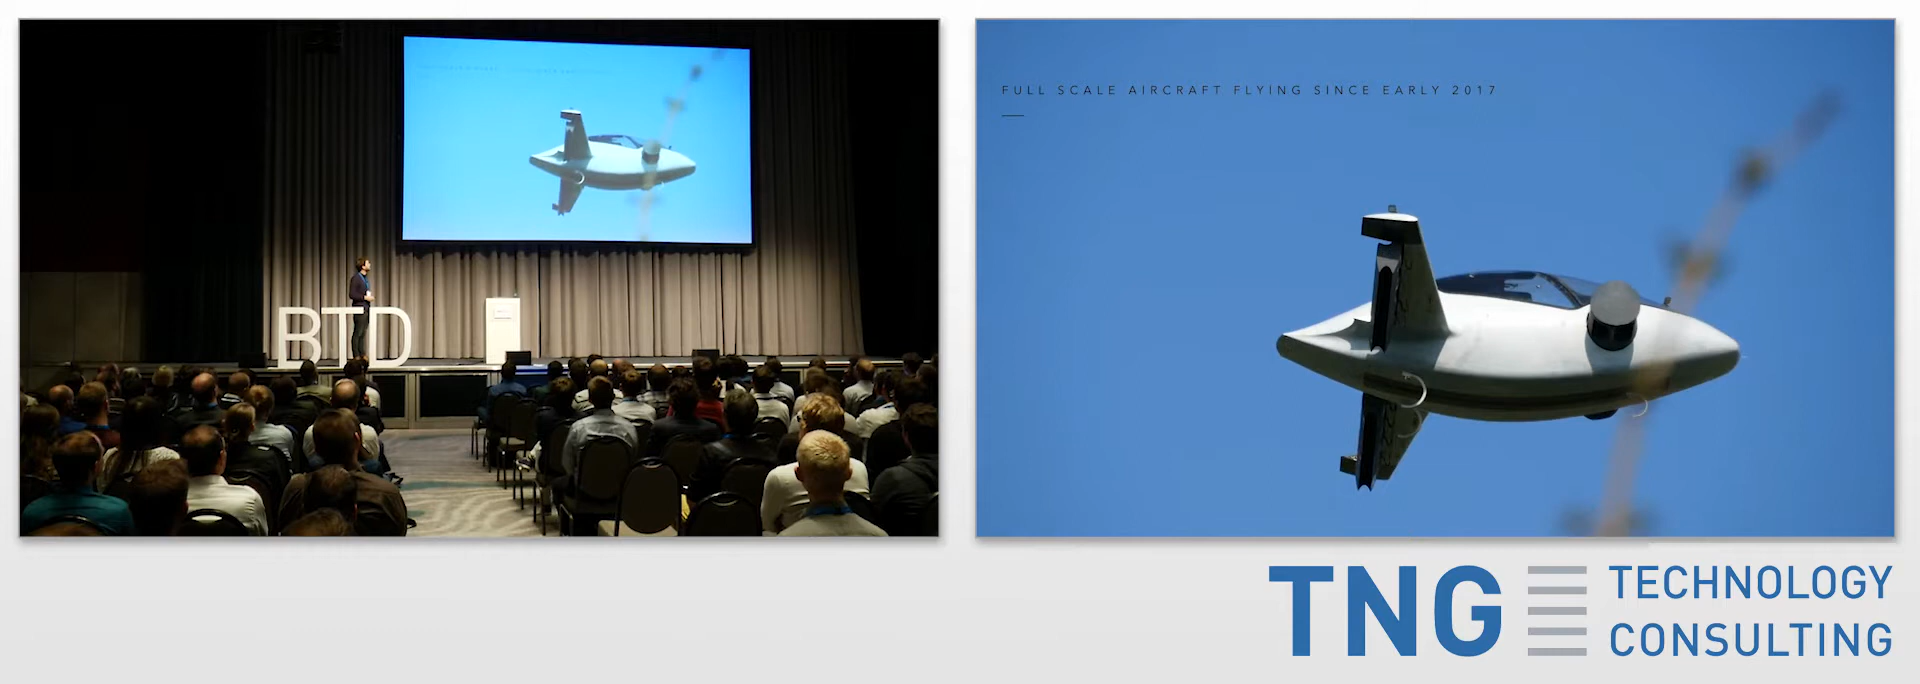 BTD
FULL SCALE AIRCRAFT FLYING SINCE EARLY 2017
TNG TECHNOLOGY
CONSULTING